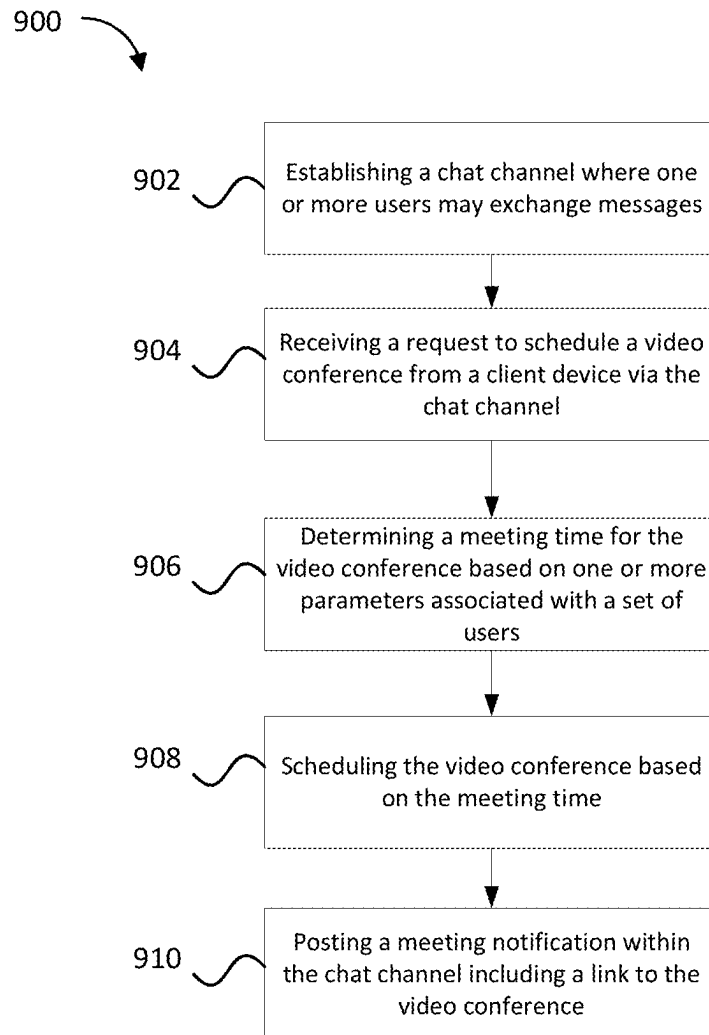 900
902
Establishing a chat channel where one
or more users may exchange messages
904
Receiving a request to schedule a video
conference from a client device via the
chat channel
906
Determining a meeting time for the
video conference based on one or more
parameters associated with a set of
users
908
Scheduling the video conference based
on the meeting time
910
Posting a meeting notification within
the chat channel including a link to the
video conference